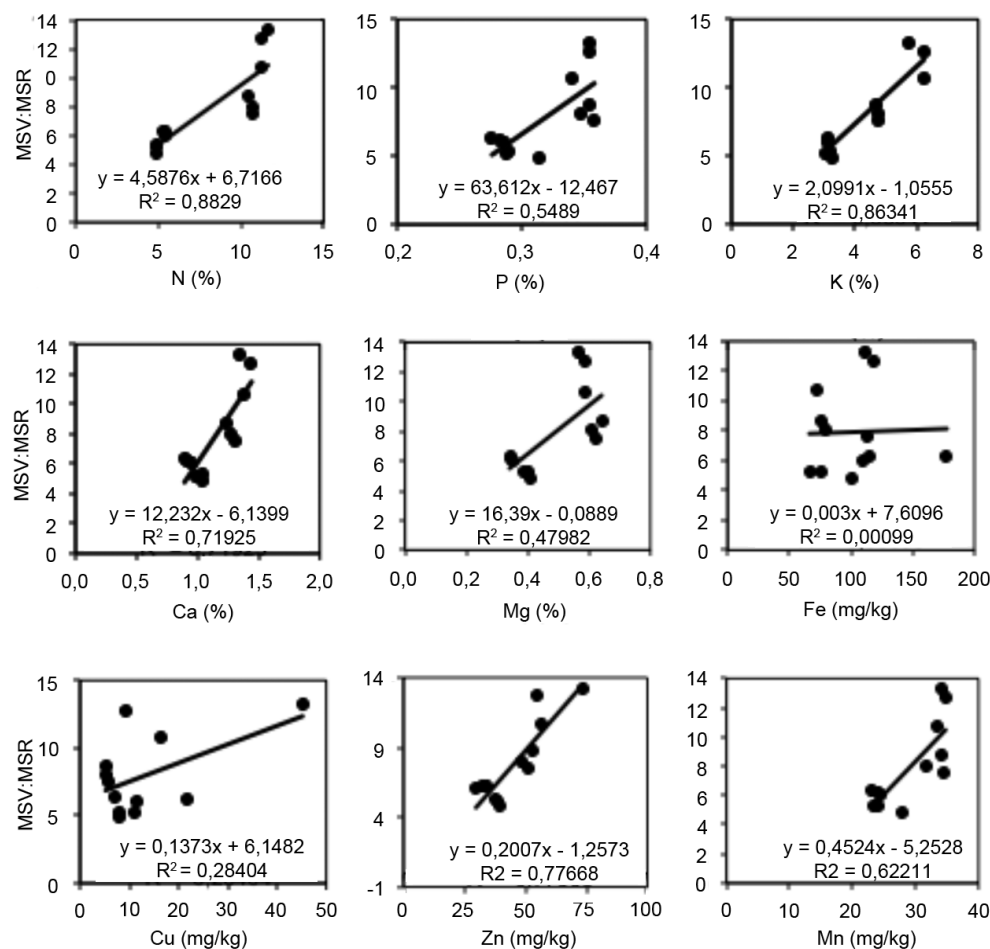 14
12
0
8
6
4
2
0
MSV:MSR
y = 4,5876x + 6,7166
R² = 0,8829
0 5 10 15
N (%)
15
10
5
0
y = 63,612x - 12,467
R² = 0,5489
0,2 0,3 0,4
P (%)
15
10
5
0
y = 2,0991x - 1,0555
R² = 0,86341
0 2 4 6 8
K (%)
14
12
10
8
6
4
2
0
MSV:MSR
y = 12,232x - 6,1399
R² = 0,71925
0,0 0,5 1,0 1,5 2,0
Ca (%)
14
12
10
8
6
4
2
0
y = 16,39x - 0,0889
R² = 0,47982
0,0 0,2 0,4 0,6 0,8
Mg (%)
14
12
10
8
6
4
2
0
y = 0,003x + 7,6096
R² = 0,00099
0 50 100 150 200
Fe (mg/kg)
15
10
5
0
MSV:MSR
y = 0,1373x + 6,1482
R² = 0,28404
0 10 20 30 40 50
Cu (mg/kg)
14
9
4
-1
y = 0,2007x - 1,2573
R2 = 0,77668
0 25 50 75 100
Zn (mg/kg)
14
12
10
8
6
4
2
0
y = 0,4524x - 5,2528
R2 = 0,62211
0 10 20 30 40
Mn (mg/kg)